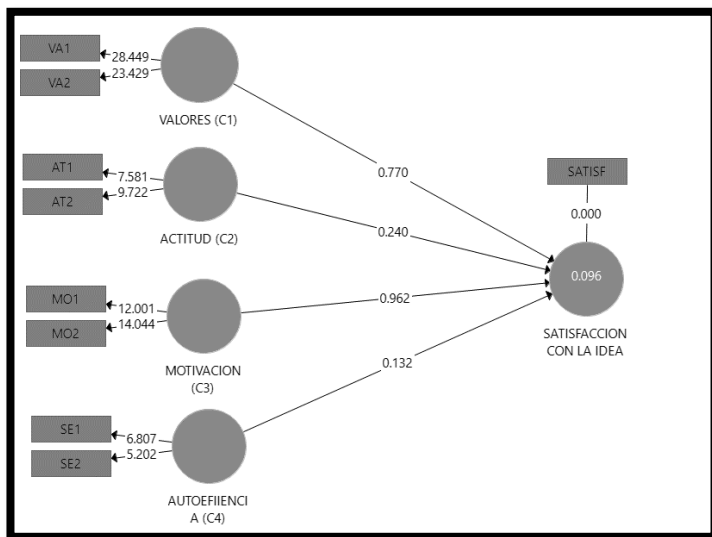 VA1
28.449
VA2
23.429
VALORES (C1)
AT1
7.581
AT2
9.722
ACTITUD (C2)
MO1
12.001
MO2
14.044
MOTIVACION
(C3)
SE1
6.807
SE2
5.202
AUTOEFIIENCI
A (C4)
0.770
0.240
0.962
0.132
SATISF
0.000
0.096
SATISFACCION
CON LA IDEA